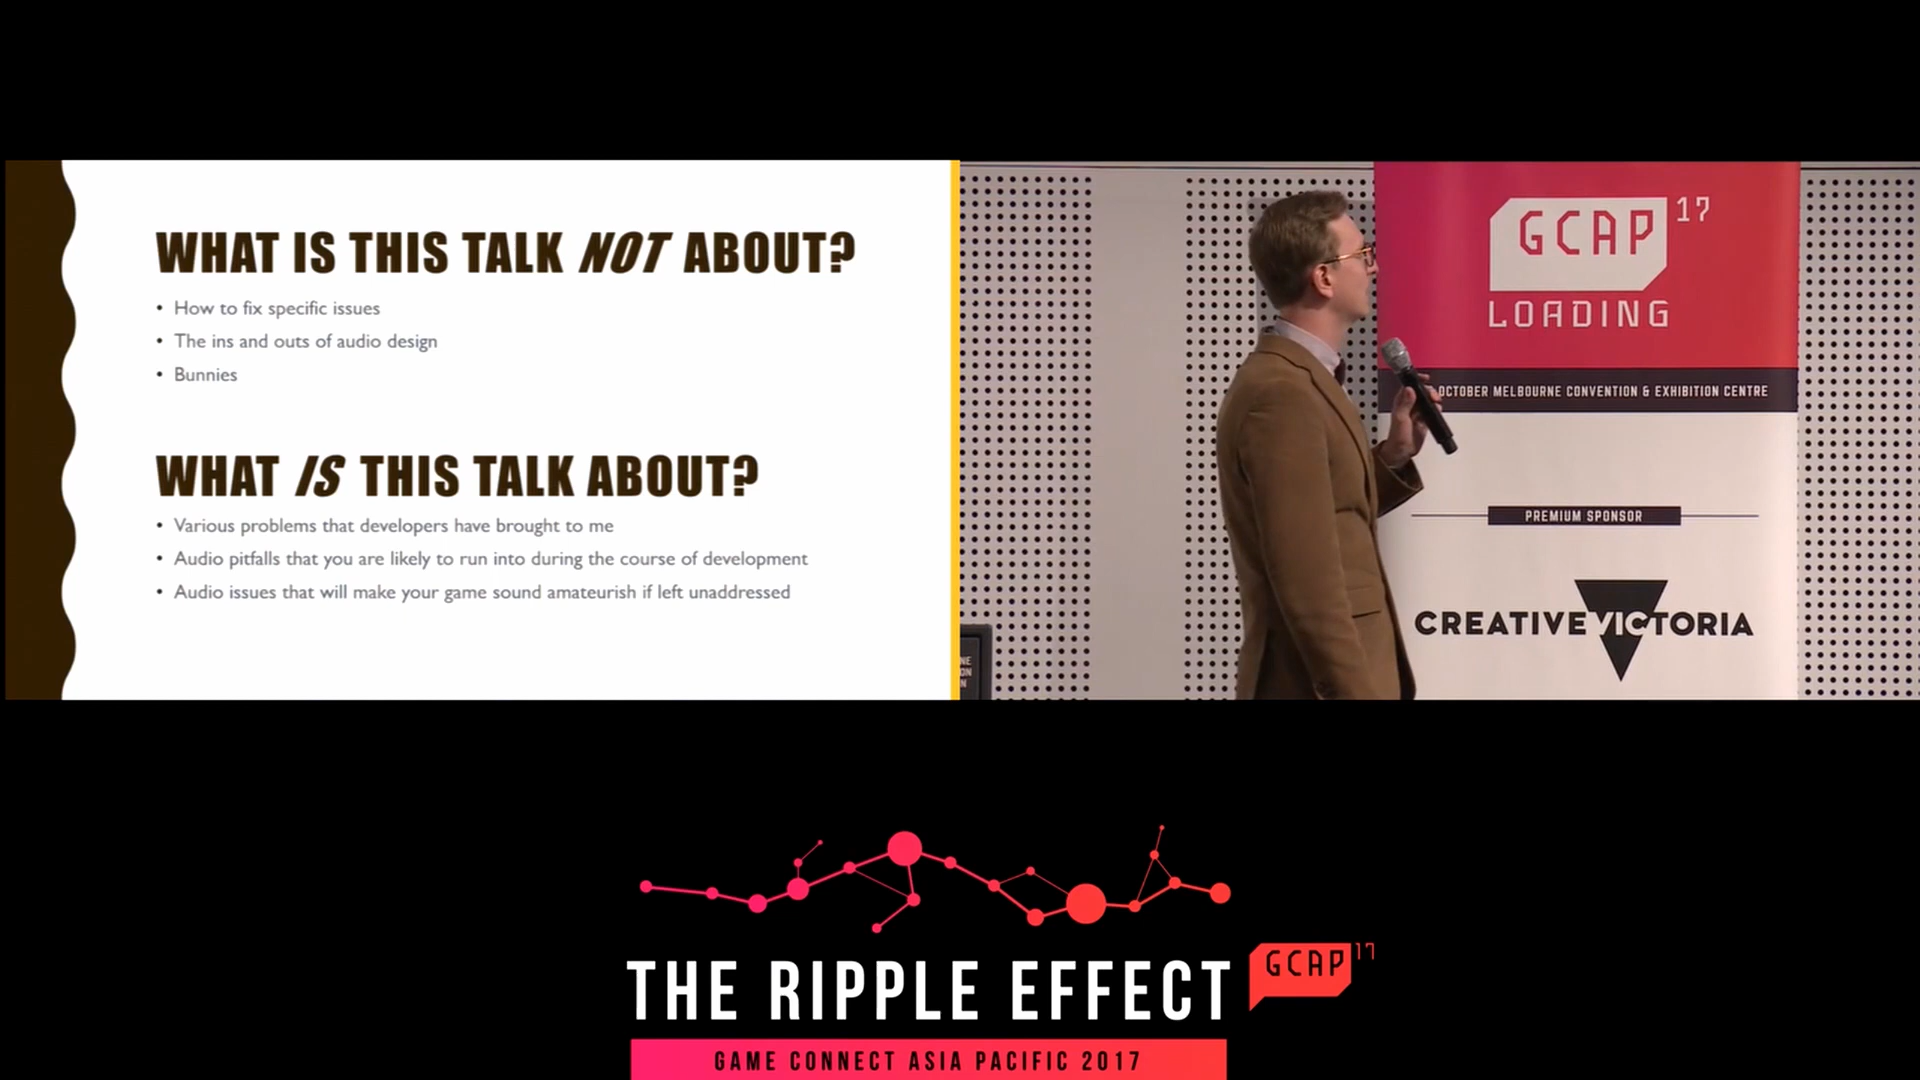 WHAT IS THIS TALK NOT ABOUT?
• How to fix specific issues
• The ins and outs of audio design
• Bunnies
WHAT IS THIS TALK ABOUT?
• Various problems that developers have brought to me
• Audio pitfalls that you are likely to run into during the course of development
• Audio issues that will make your game sound amateurish if left unaddressed
GCAP 17
LOADING
OCTOBER MELBOURNE CONVENTION & EXHIBITION CENTRE
PREMIUM SPONSOR
CREATIVE VICTORIA
THE RIPPLE EFFECT
GCAP 17
GAME CONNECT ASIA PACIFIC 2017